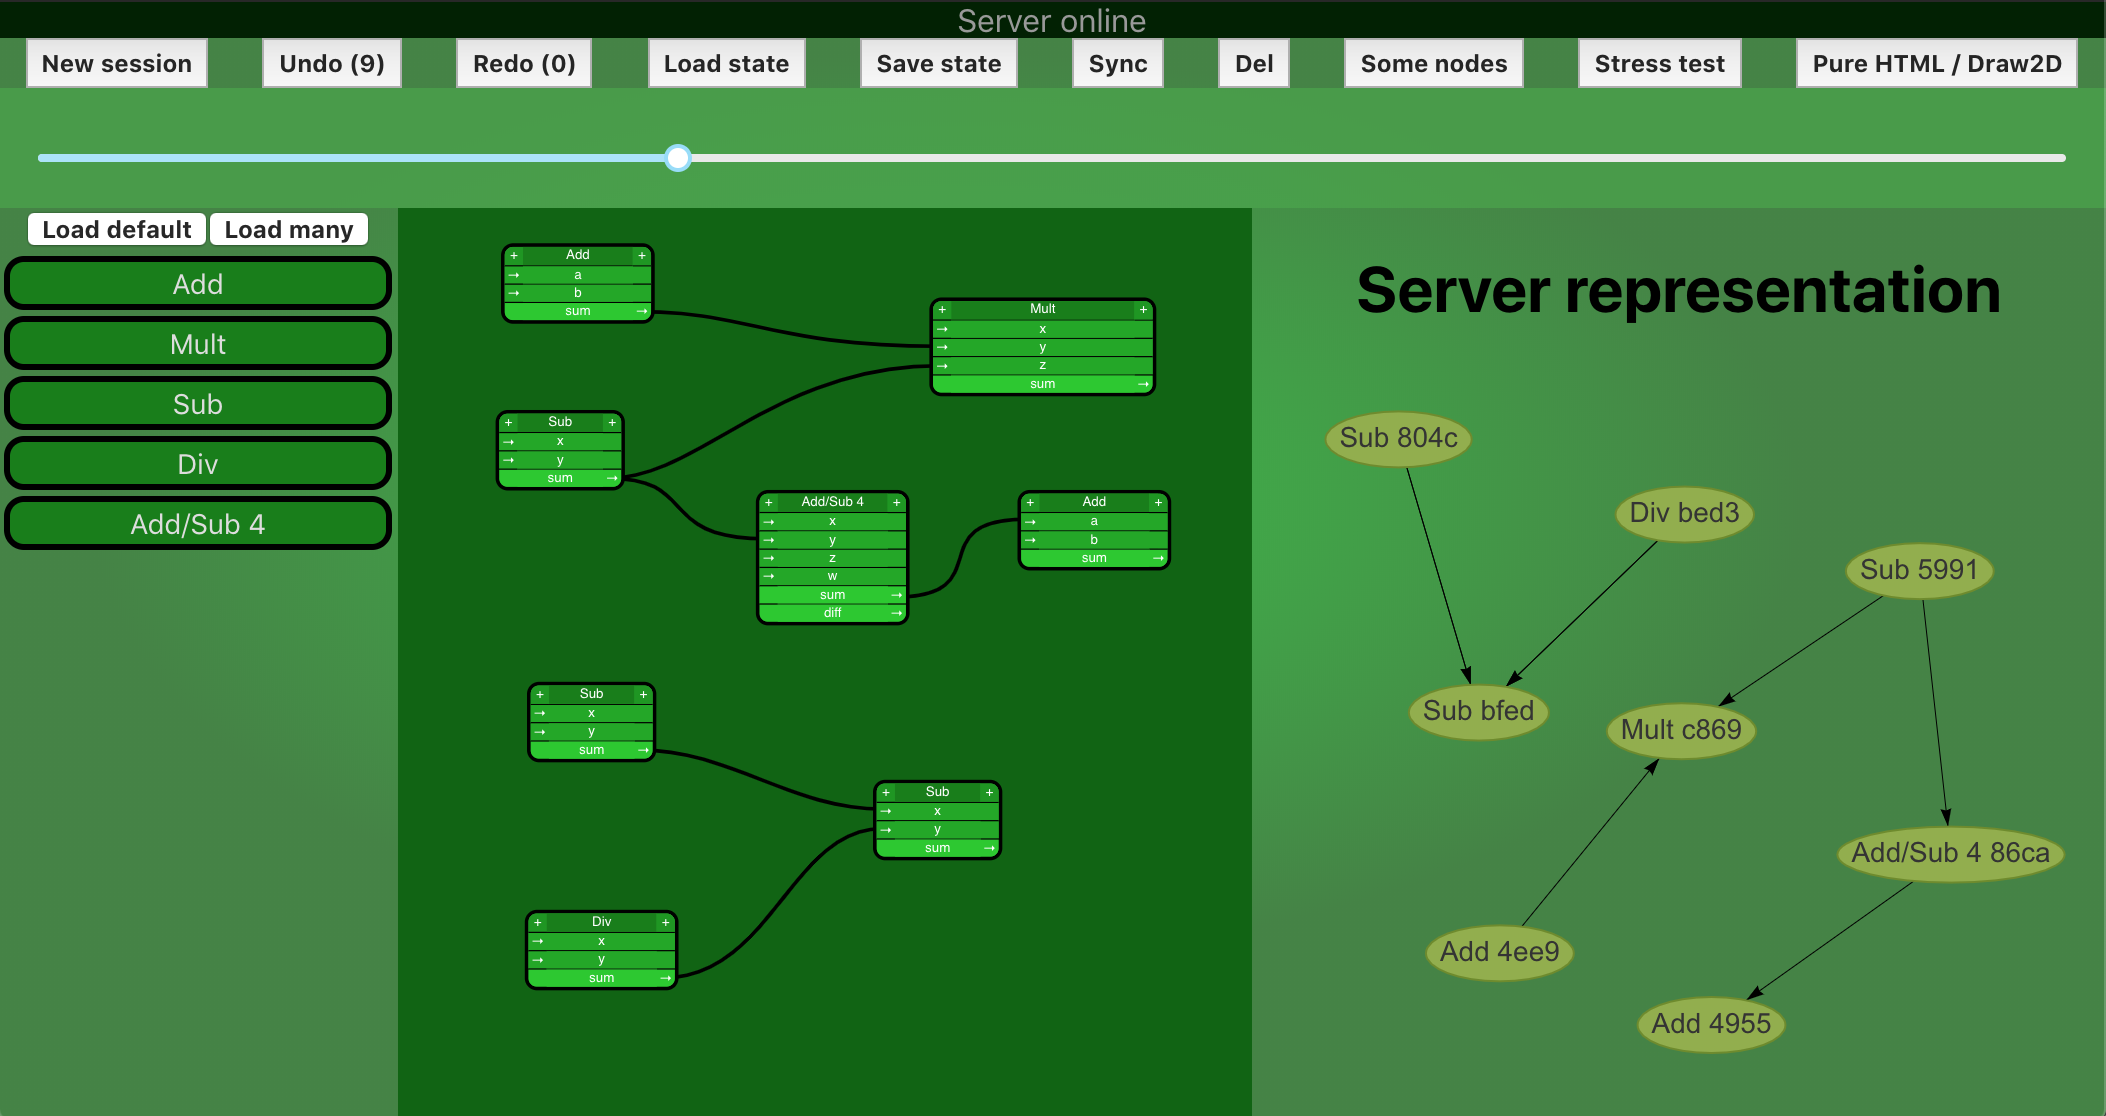 Server online
New session Undo (9) Redo (0) Load state Save state Sync Del Some nodes Stress test Pure HTML / Draw2D
Load default Load many
Add
Mult
Sub
Div
Add/Sub 4
+ Add +
→ a
→ b
sum →
+ Mult +
→ x
→ y
→ z
sum →
+ Sub +
→ x
→ y
sum →
+ Add/Sub 4 +
→ x
→ y
→ z
→ w
sum →
diff →
+ Add +
→ a
→ b
sum →
+ Sub +
→ x
→ y
sum →
+ Sub +
→ x
→ y
sum →
+ Div +
→ x
→ y
sum →
Server representation
Sub 804c
Div bed3
Sub 5991
Sub bfed
Mult c869
Add/Sub 4 86ca
Add 4ee9
Add 4955